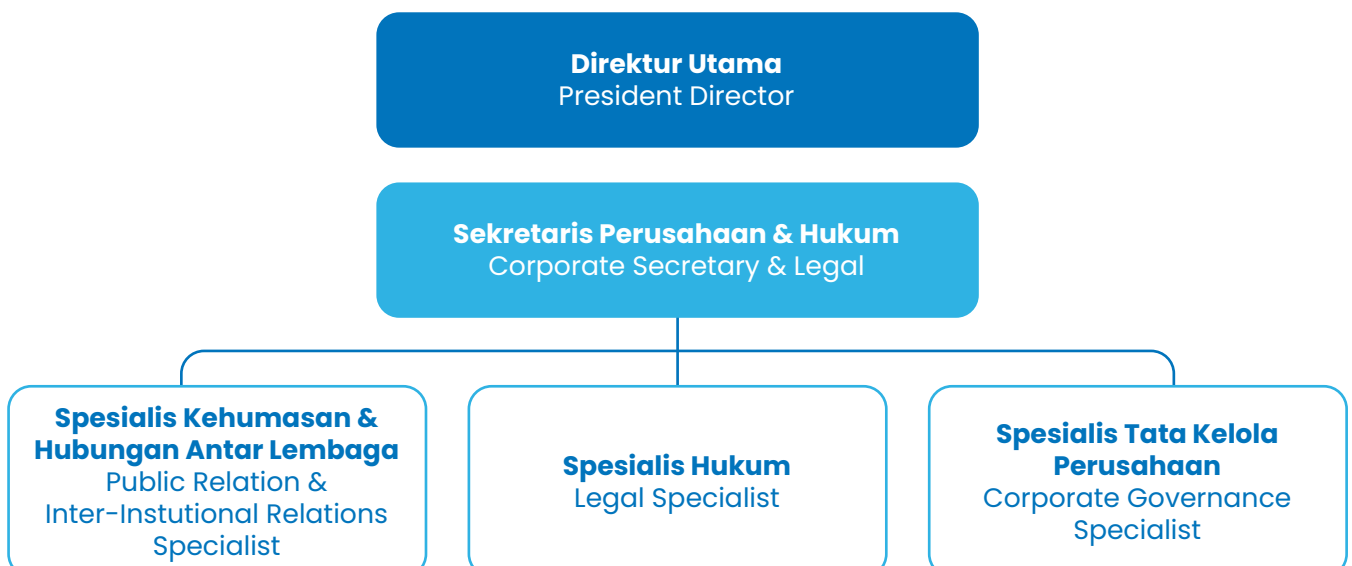 Direktur Utama
President Director
Sekretaris Perusahaan & Hukum
Corporate Secretary & Legal
Spesialis Kehumasan &
Hubungan Antar Lembaga
Public Relation &
Inter-Instutional Relations
Specialist
Spesialis Hukum
Legal Specialist
Spesialis Tata Kelola
Perusahaan
Corporate Governance
Specialist